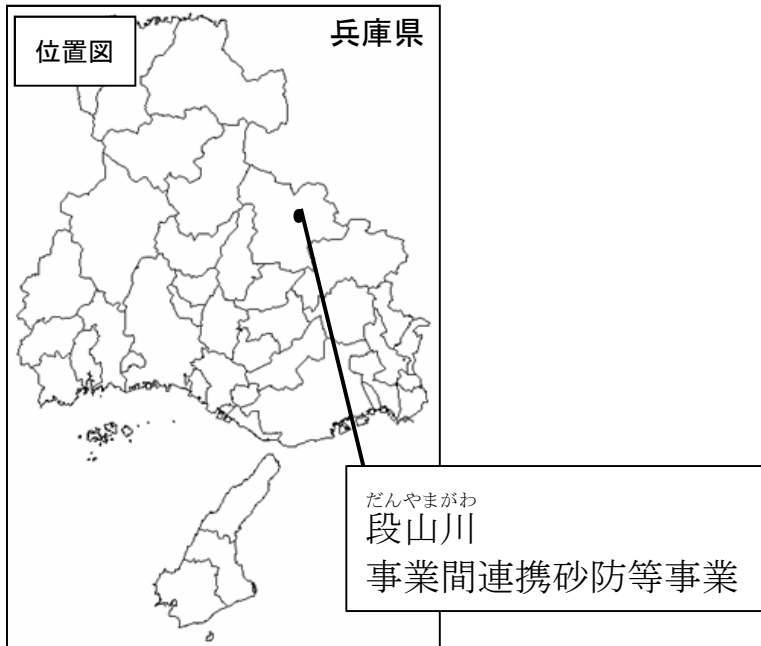 位置図
兵庫県
だんやまがわ
段山川
事業間連携砂防等事業